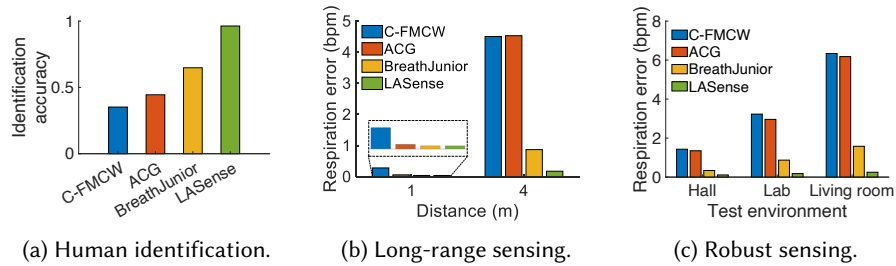 1
0.5
0
Identification
accuracy
C-FMCW
ACG
BreathJunior
LASense
(a) Human identification.
5
4
3
2
1
0
Respiration error (bpm)
C-FMCW
ACG
BreathJunior
LASense
1
4
Distance (m)
(b) Long-range sensing.
8
6
4
2
0
Respiration error (bpm)
C-FMCW
ACG
BreathJunior
LASense
Hall
Lab
Living room
Test environment
(c) Robust sensing.